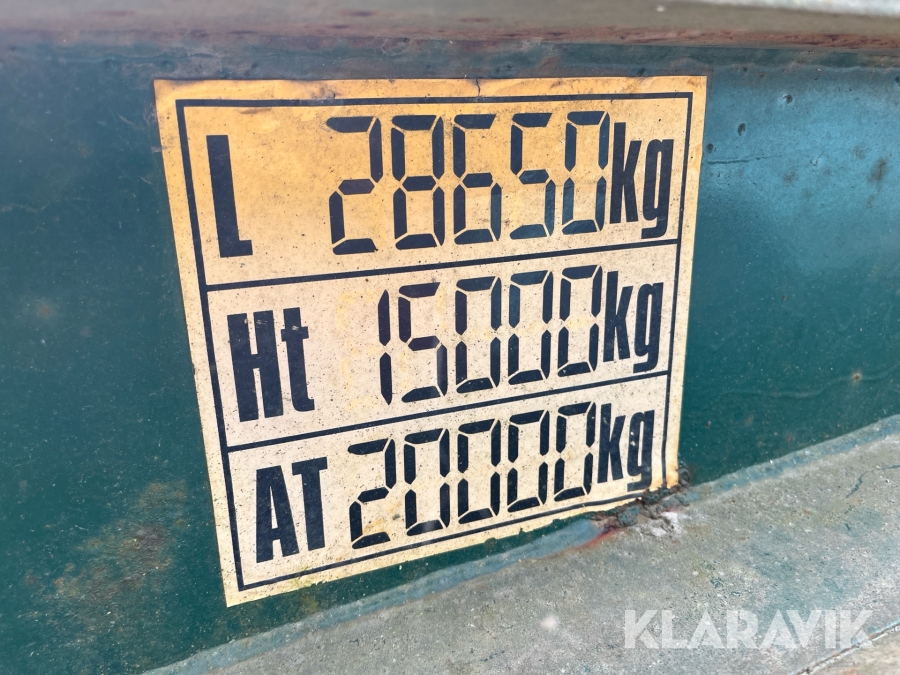 L 28650kg
Ht 15000kg
AT 20000kg
KLARAVIK